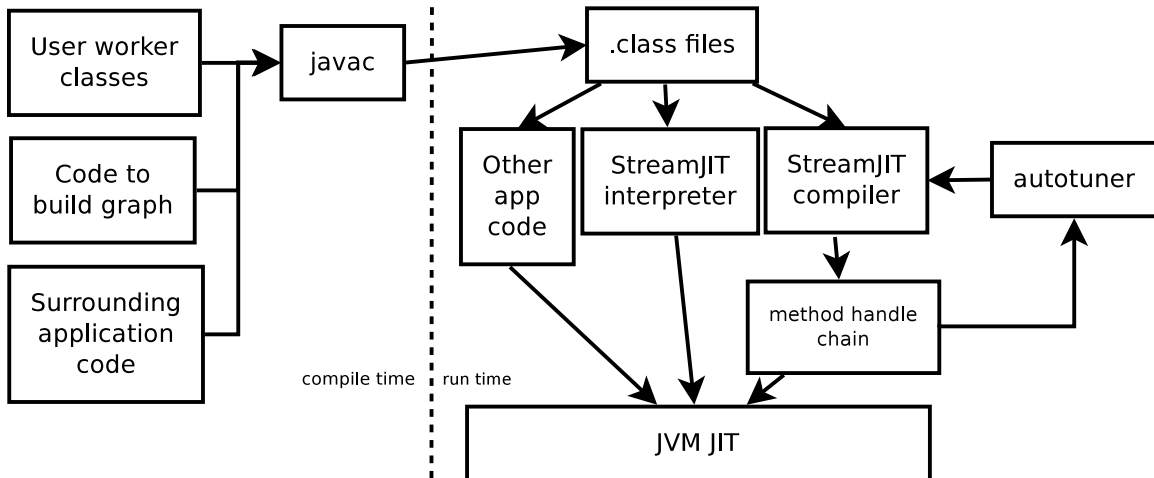 User worker
classes
javac
.class files
Code to
build graph
Other
app
code
StreamJIT
interpreter
StreamJIT
compiler
autotuner
Surrounding
application
code
method handle
chain
compile time
run time
JVM JIT